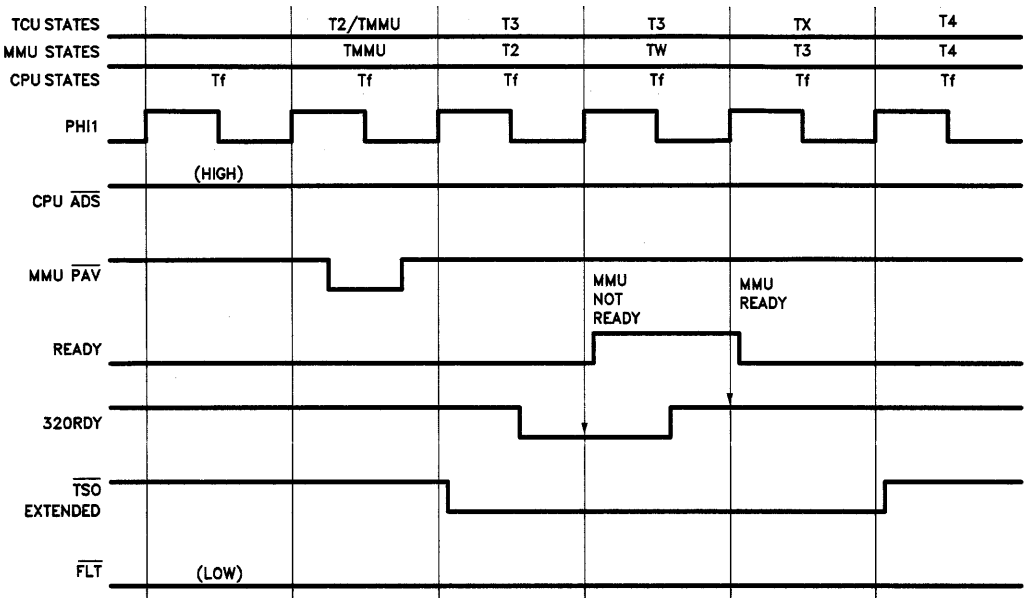 TCU STATES T2/TMMU T3 T3 TX T4
MMU STATES TMMU T2 TW T3 T4
CPU STATES Tf Tf Tf Tf Tf Tf
PHI1
(HIGH)
CPU ADS
MMU PAV
MMU NOT READY
MMU READY
READY
320RDY
TSO
EXTENDED
FLT (LOW)